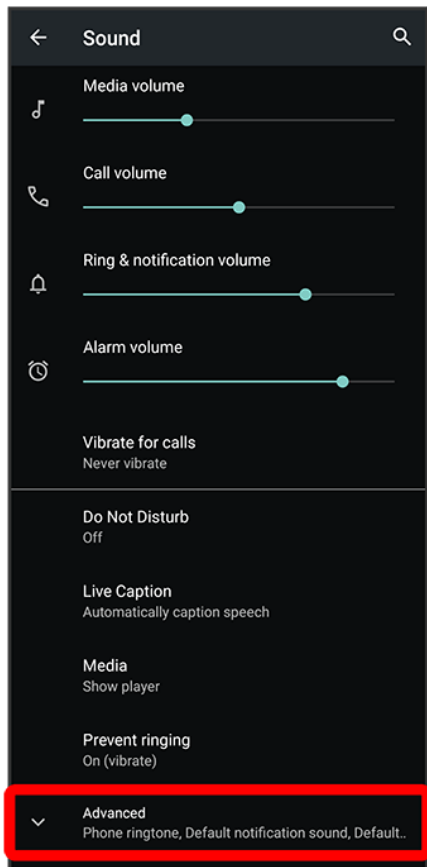 Sound
Media volume
Call volume
Ring & notification volume
Alarm volume
Vibrate for calls
Never vibrate
Do Not Disturb
Off
Live Caption
Automatically caption speech
Media
Show player
Prevent ringing
On (vibrate)
Advanced
Phone ringtone, Default notification sound, Default..